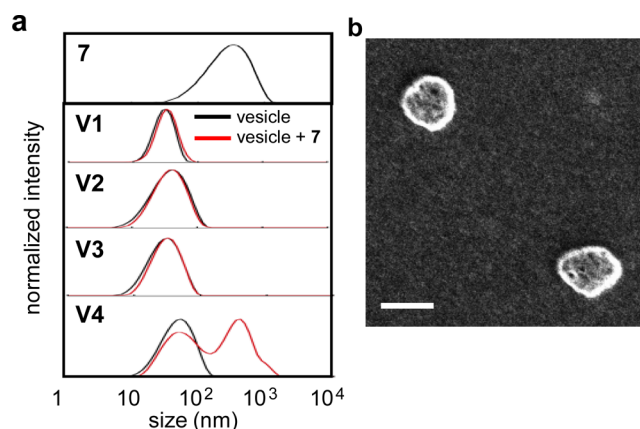 a
b
7
V1
vesicle
vesicle + 7
V2
V3
V4
normalized intensity
1 10 10² 10³ 10⁴
size (nm)